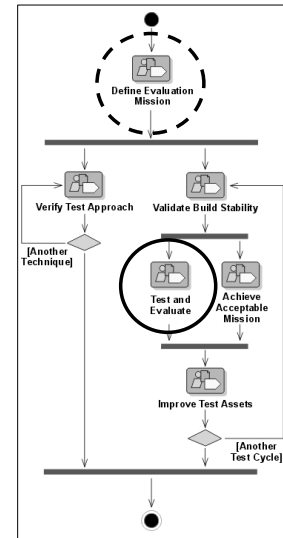 Define Evaluation
Mission
Verify Test Approach
Validate Build Stability
[Another
Technique]
Test and
Evaluate
Achieve
Acceptable
Mission
Improve Test Assets
[Another
Test Cycle]